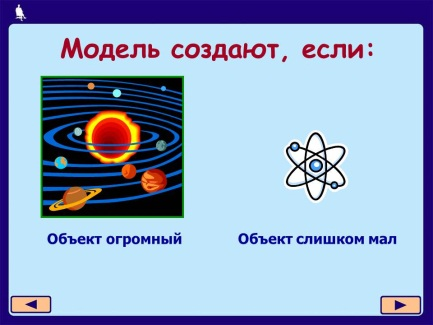 Модель создают, если:
Объект огромный
Объект слишком мал